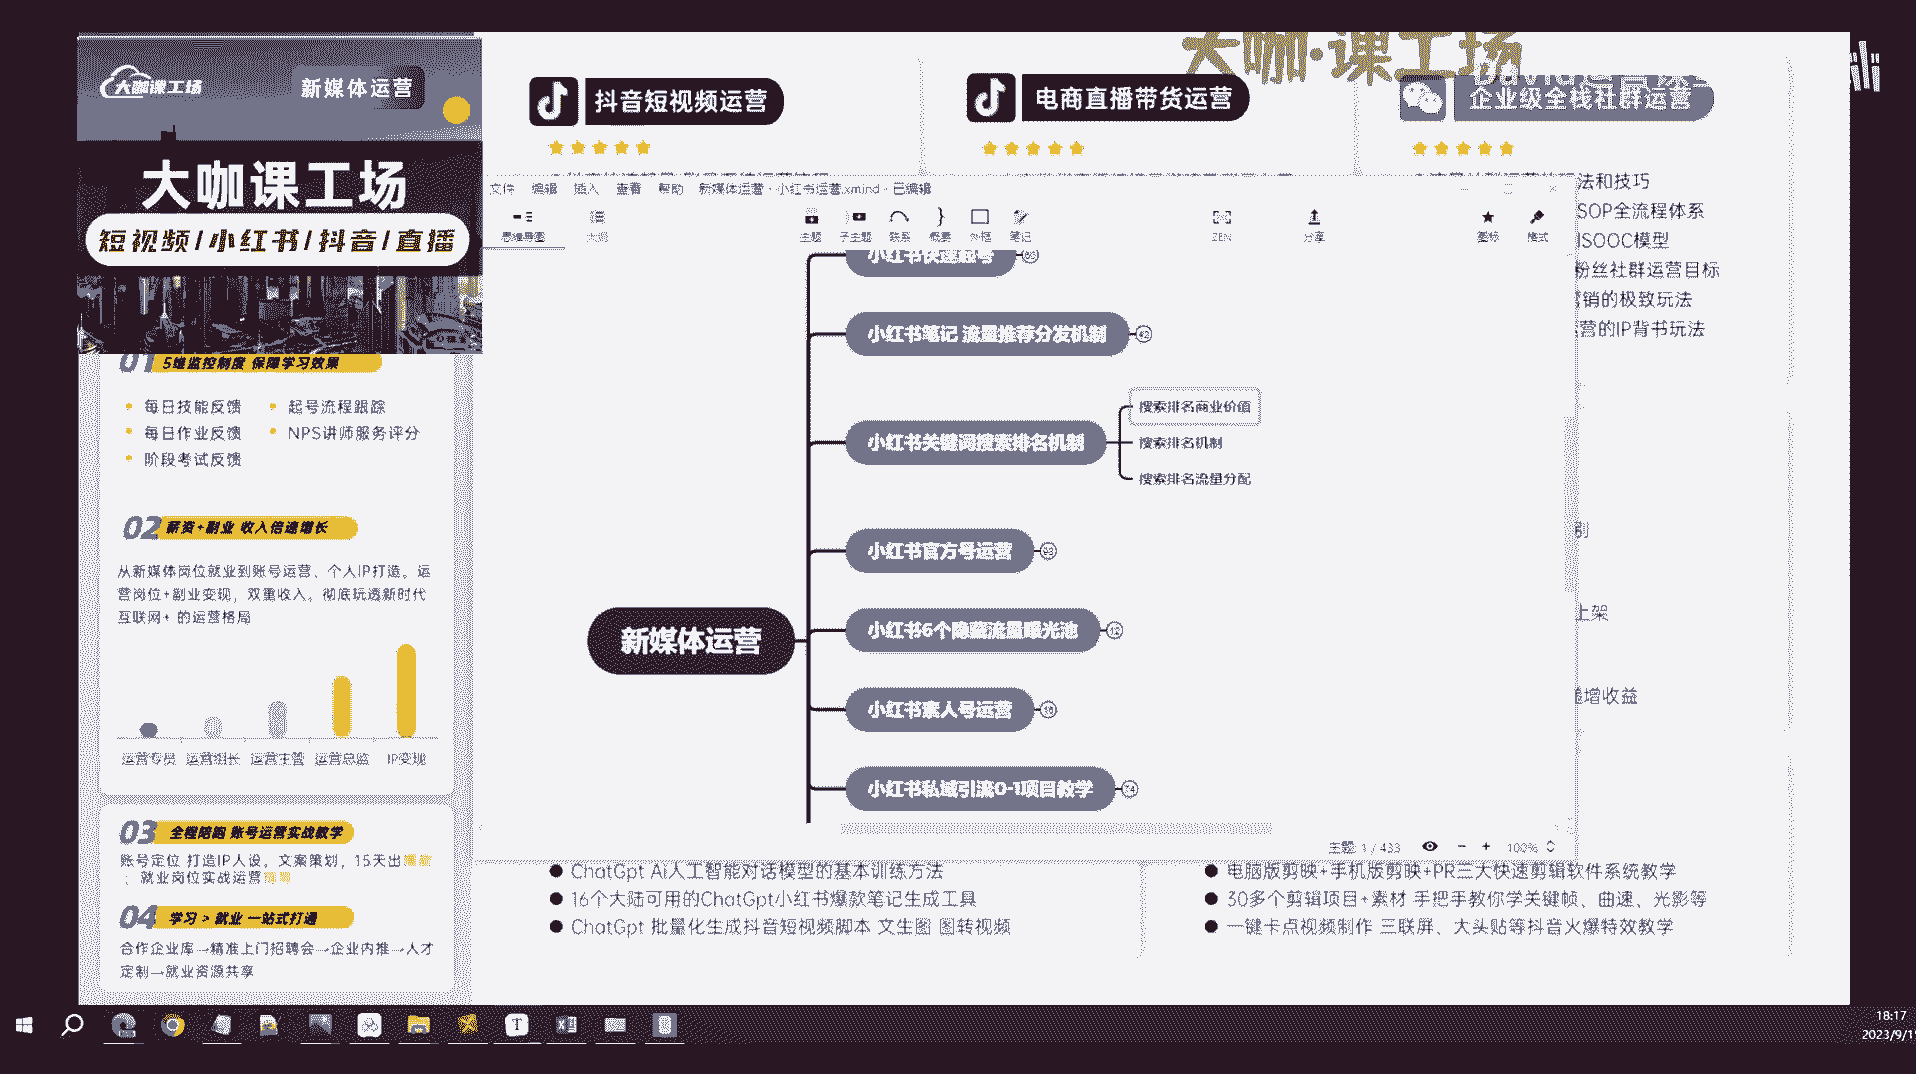 大咖课工场
新媒体运营
大咖课工场
短视频/小红书/抖音/直播
01 5维监控制度 保障学习效果
每日技能反馈
起号流程跟踪
每日作业反馈
NPS讲师服务评分
阶段考试反馈
02 薪资+副业 收入倍速增长
从新媒体岗位就业到账号运营、个人IP打造。运
营岗位+副业变现，双重收入。彻底玩透新时代
互联网+ 的运营格局
运营专员 运营组长 运营主管 运营总监 IP变现
03 全程陪跑 账号运营实战教学
账号定位 打造IP人设，文案策划，15天出
；就业岗位实战运营
04 学习 > 就业 一站式打通
合作企业库→精准上门招聘会→企业内推→人才
定制→就业资源共享
大咖·课工场
抖音短视频运营
电商直播带货运营
企业级全栈社群运营
法和技巧
SOP全流程体系
ISOOC模型
粉丝社群运营目标
营销的极致玩法
运营的IP背书玩法
上架
递增收益
文件 编辑 插入 查看 帮助 新媒体运营 · 小红书运营.xmind · 已编辑
思维导图 大纲 主题 子主题 联系 概要 外框 笔记 ZEN 分享 图标 格式
小红书快速起号
小红书笔记 流量推荐分发机制 42
小红书关键词搜索排名机制
搜索排名商业价值
搜索排名机制
搜索排名流量分配
小红书官方号运营
小红书6个隐藏流量曝光池 12
小红书素人号运营
小红书私域引流0-1项目教学
新媒体运营
主题: 1 / 433 100%
ChatGpt AI人工智能对话模型的基本训练方法
16个大陆可用的ChatGpt小红书爆款笔记生成工具
ChatGpt 批量化生成抖音短视频脚本 文生图 图转视频
电脑版剪映+手机版剪映+PR三大快速剪辑软件系统教学
30多个剪辑项目+素材 手把手教你学关键帧、曲速、光影等
一键卡点视频制作 三联屏、大头贴等抖音火爆特效教学
18:17
2023/9/1